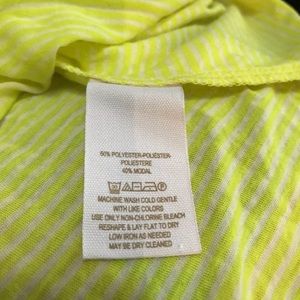 60% POLYESTER-POLIESTER-
POLIESTERE
40% MODAL
MACHINE WASH COLD GENTLE
WITH LIKE COLORS
USE ONLY NON-CHLORINE BLEACH
RESHAPE & LAY FLAT TO DRY
LOW IRON AS NEEDED
MAY BE DRY CLEANED